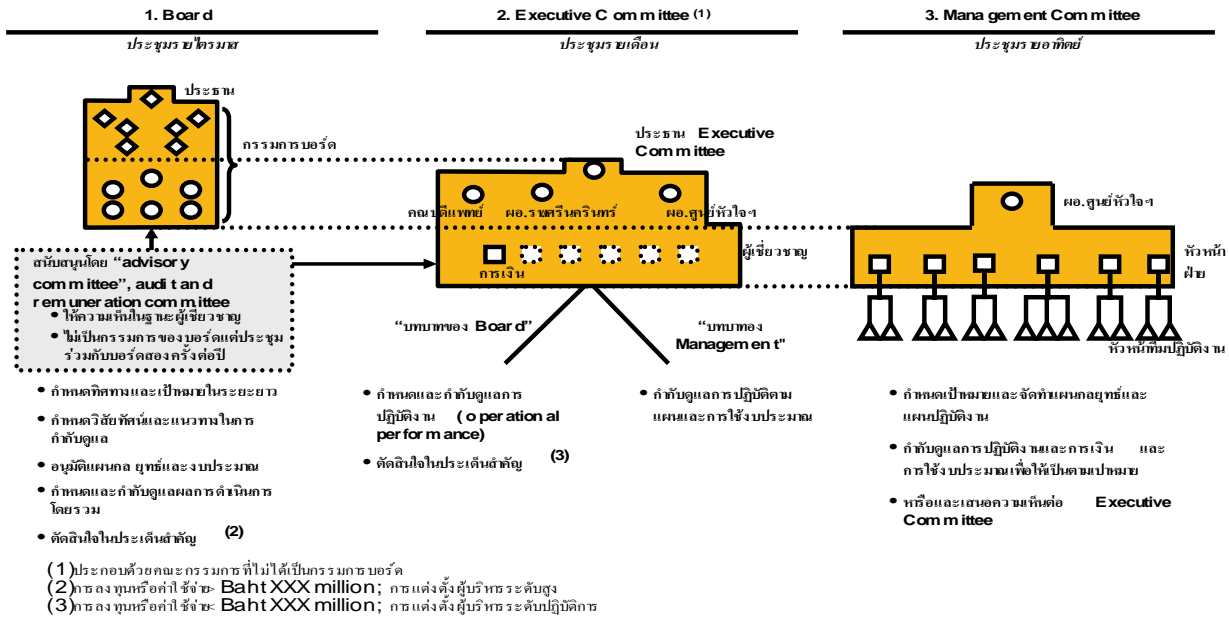 1. Board
ประชุมรายไตรมาส
ประธาน
กรรมการบอร์ด
สนับสนุนโดย “advisory
committee”, audit and
remuneration committee
• ให้ความเห็นในฐานะผู้เชี่ยวชาญ
• ไม่เป็นกรรมการของบอร์ดแต่ประชุม
ร่วมกับบอร์ดสองครั้งต่อปี
• กำหนดทิศทางและเป้าหมายในระยะยาว
• กำหนดวิสัยทัศน์และแนวทางในการ
กำกับดูแล
• อนุมัติแผนกลยุทธ์และงบประมาณ
• กำหนดและกำกับดูแลผลการดำเนินการ
โดยรวม
• ตัดสินใจในประเด็นสำคัญ (2)
2. Executive Committee (1)
ประชุมรายเดือน
ประธาน Executive
Committee
คณบดีแพทย์ ผอ.รพ.ศรีนครินทร์ ผอ.ศูนย์หัวใจฯ
ผู้เชี่ยวชาญ
การเงิน
“บทบาทของ Board”
• กำหนดและกำกับดูแลการ
ปฏิบัติงาน (operational
performance)
• ตัดสินใจในประเด็นสำคัญ (3)
“บทบาทอง
Management"
• กำกับดูแลการปฏิบัติตาม
แผนและการใช้งบประมาณ
3. Management Committee
ประชุมรายอาทิตย์
ผอ.ศูนย์หัวใจฯ
หัวหน้า
ฝ่าย
หัวหน้าทีมปฏิบัติงาน
• กำหนดเป้าหมายและจัดทำแผนกลยุทธ์และ
แผนปฏิบัติงาน
• กำกับดูแลการปฏิบัติงานและการเงิน และ
การใช้งบประมาณเพื่อให้เป็นตามเปาหมาย
• หารือและเสนอความเห็นต่อ Executive
Committee
(1)ประกอบด้วยคณะกรรมการที่ไม่ได้เป็นกรรมการบอร์ด
(2)การลงทุนหรือค่าใช้จ่าย> Baht XXX million; การแต่งตั้งผู้บริหารระดับสูง
(3)การลงทุนหรือค่าใช้จ่าย< Baht XXX million; การแต่งตั้งผู้บริหารระดับปฏิบัติการ